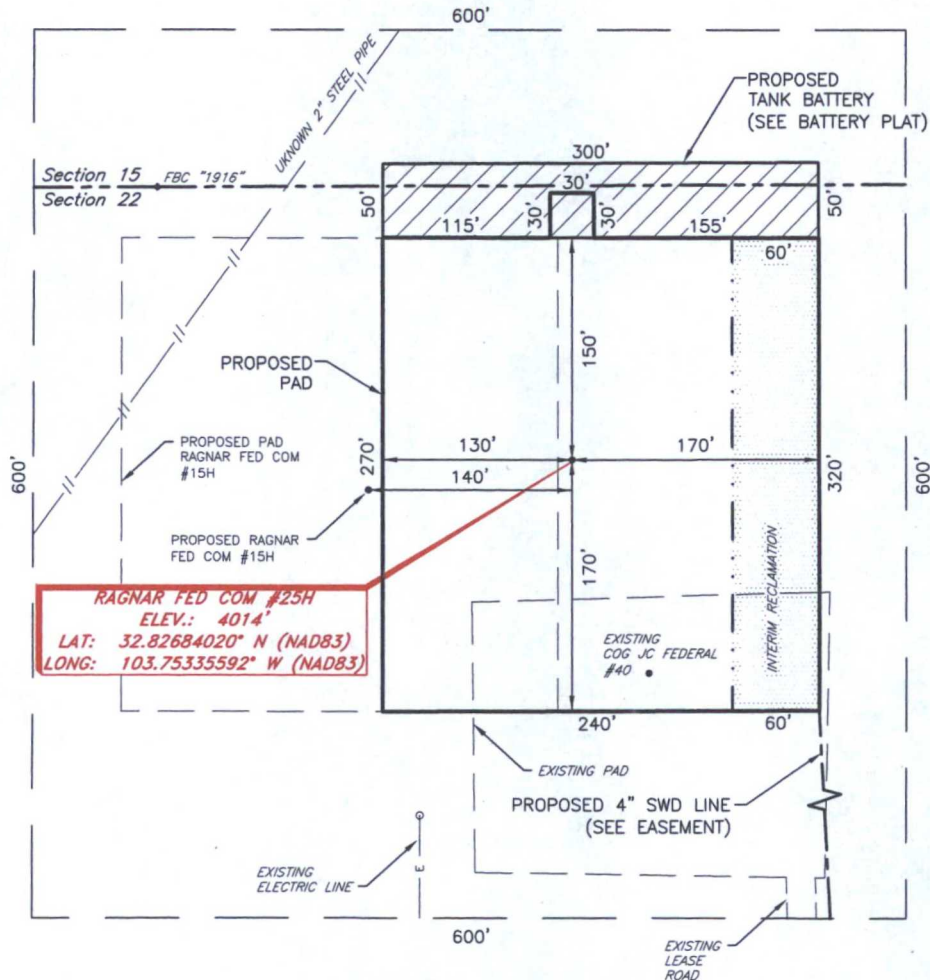 600'
UKNOWN 2" STEEL PIPE
PROPOSED
TANK BATTERY
(SEE BATTERY PLAT)
300'
Section 15
FBC "1916"
Section 22
50'
30'
30'
30'
50'
115'
155'
60'
150'
PROPOSED
PAD
130'
170'
PROPOSED PAD
RAGNAR FED COM
#15H
600'
270'
140'
320'
600'
PROPOSED RAGNAR
FED COM #15H
170'
INTERIM RECLAMATION
RAGNAR FED COM #25H
ELEV.: 4014'
LAT: 32.82684020° N (NAD83)
LONG: 103.75335592° W (NAD83)
EXISTING
COG JC FEDERAL
#40
240'
60'
EXISTING PAD
PROPOSED 4" SWD LINE
(SEE EASEMENT)
E
EXISTING
ELECTRIC LINE
600'
EXISTING
LEASE
ROAD